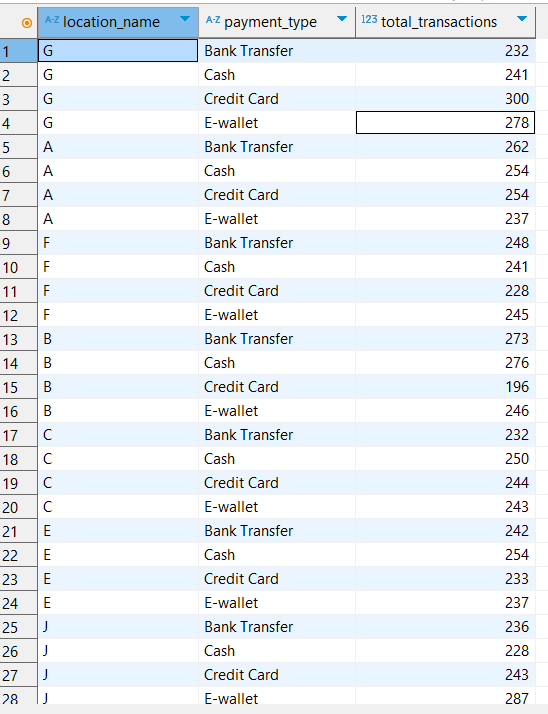 A-Z location_name A-Z payment_type 123 total_transactions
1 G Bank Transfer 232
2 G Cash 241
3 G Credit Card 300
4 G E-wallet 278
5 A Bank Transfer 262
6 A Cash 254
7 A Credit Card 254
8 A E-wallet 237
9 F Bank Transfer 248
10 F Cash 241
11 F Credit Card 228
12 F E-wallet 245
13 B Bank Transfer 273
14 B Cash 276
15 B Credit Card 196
16 B E-wallet 246
17 C Bank Transfer 232
18 C Cash 250
19 C Credit Card 244
20 C E-wallet 243
21 E Bank Transfer 242
22 E Cash 254
23 E Credit Card 233
24 E E-wallet 237
25 J Bank Transfer 236
26 J Cash 228
27 J Credit Card 243
28 J E-wallet 287